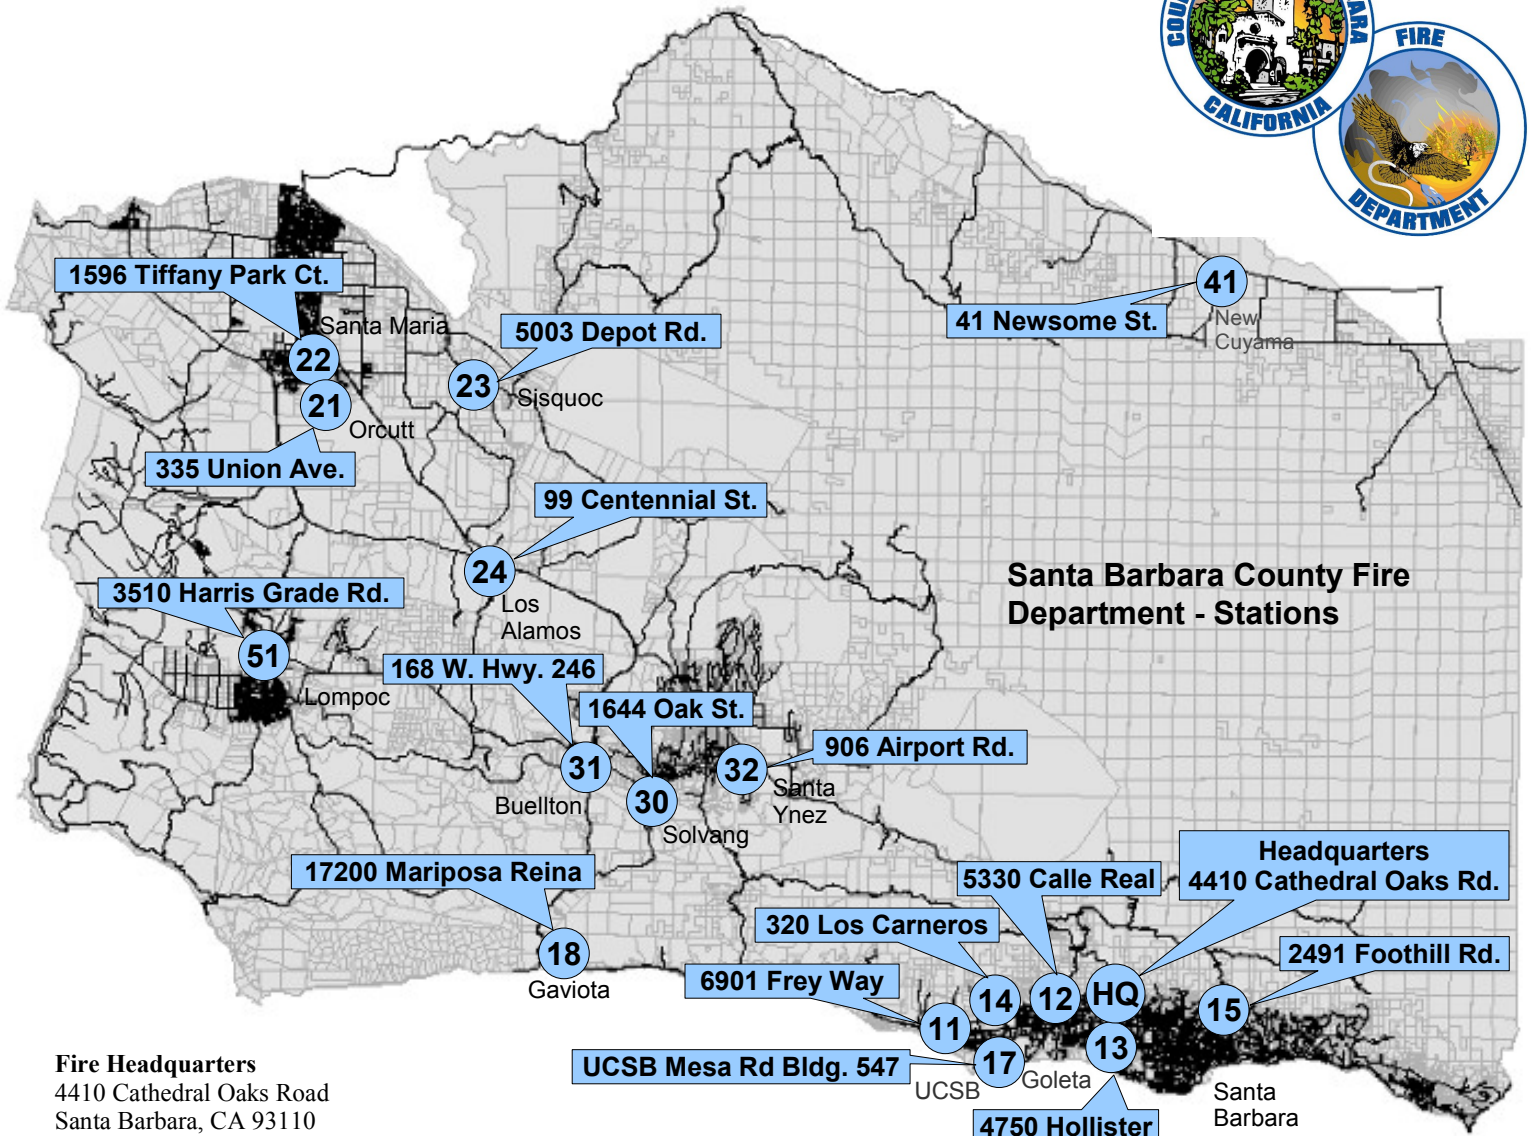 COU
ARA
CALIFORNIA
FIRE
DEPARTMENT
1596 Tiffany Park Ct.
41
41 Newsome St.
New
Cuyama
Santa Maria
5003 Depot Rd.
22
23
Sisquoc
21
Orcutt
335 Union Ave.
99 Centennial St.
24
Los
Alamos
Santa Barbara County Fire
Department - Stations
3510 Harris Grade Rd.
51
Lompoc
168 W. Hwy. 246
1644 Oak St.
906 Airport Rd.
31
32
30
Buellton
Santa
Ynez
Solvang
17200 Mariposa Reina
18
Gaviota
5330 Calle Real
Headquarters
4410 Cathedral Oaks Rd.
320 Los Carneros
2491 Foothill Rd.
6901 Frey Way
14
12
HQ
15
11
17
13
UCSB Mesa Rd Bldg. 547
UCSB
Goleta
Santa
Barbara
4750 Hollister
Fire Headquarters
4410 Cathedral Oaks Road
Santa Barbara, CA 93110